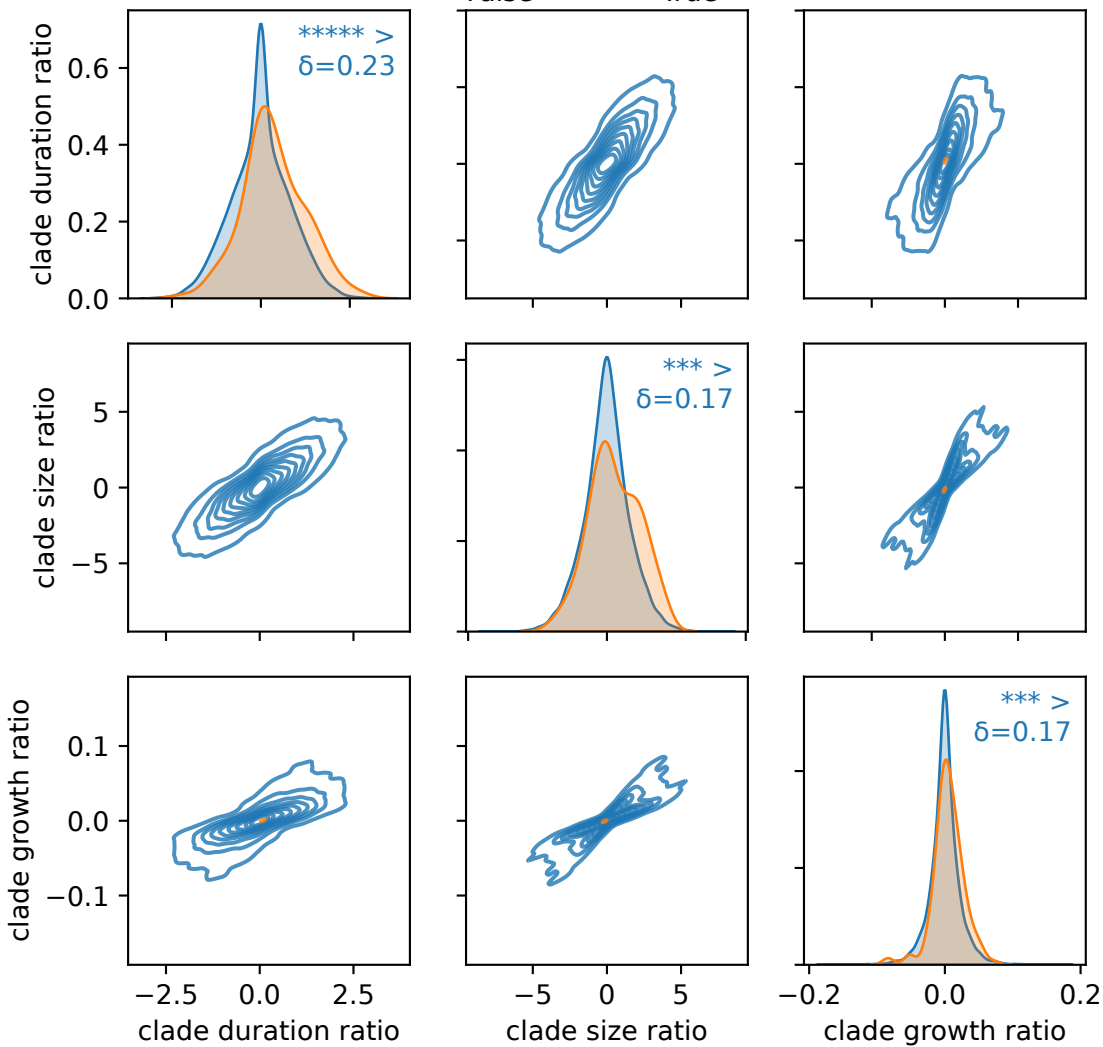 ***** >
δ=0.23
clade duration ratio
0.6
0.4
0.2
0.0
*** >
δ=0.17
clade size ratio
5
0
−5
*** >
δ=0.17
clade growth ratio
0.1
0.0
−0.1
−2.5 0.0 2.5
−5 0 5
−0.2 0.0 0.2
clade duration ratio
clade size ratio
clade growth ratio